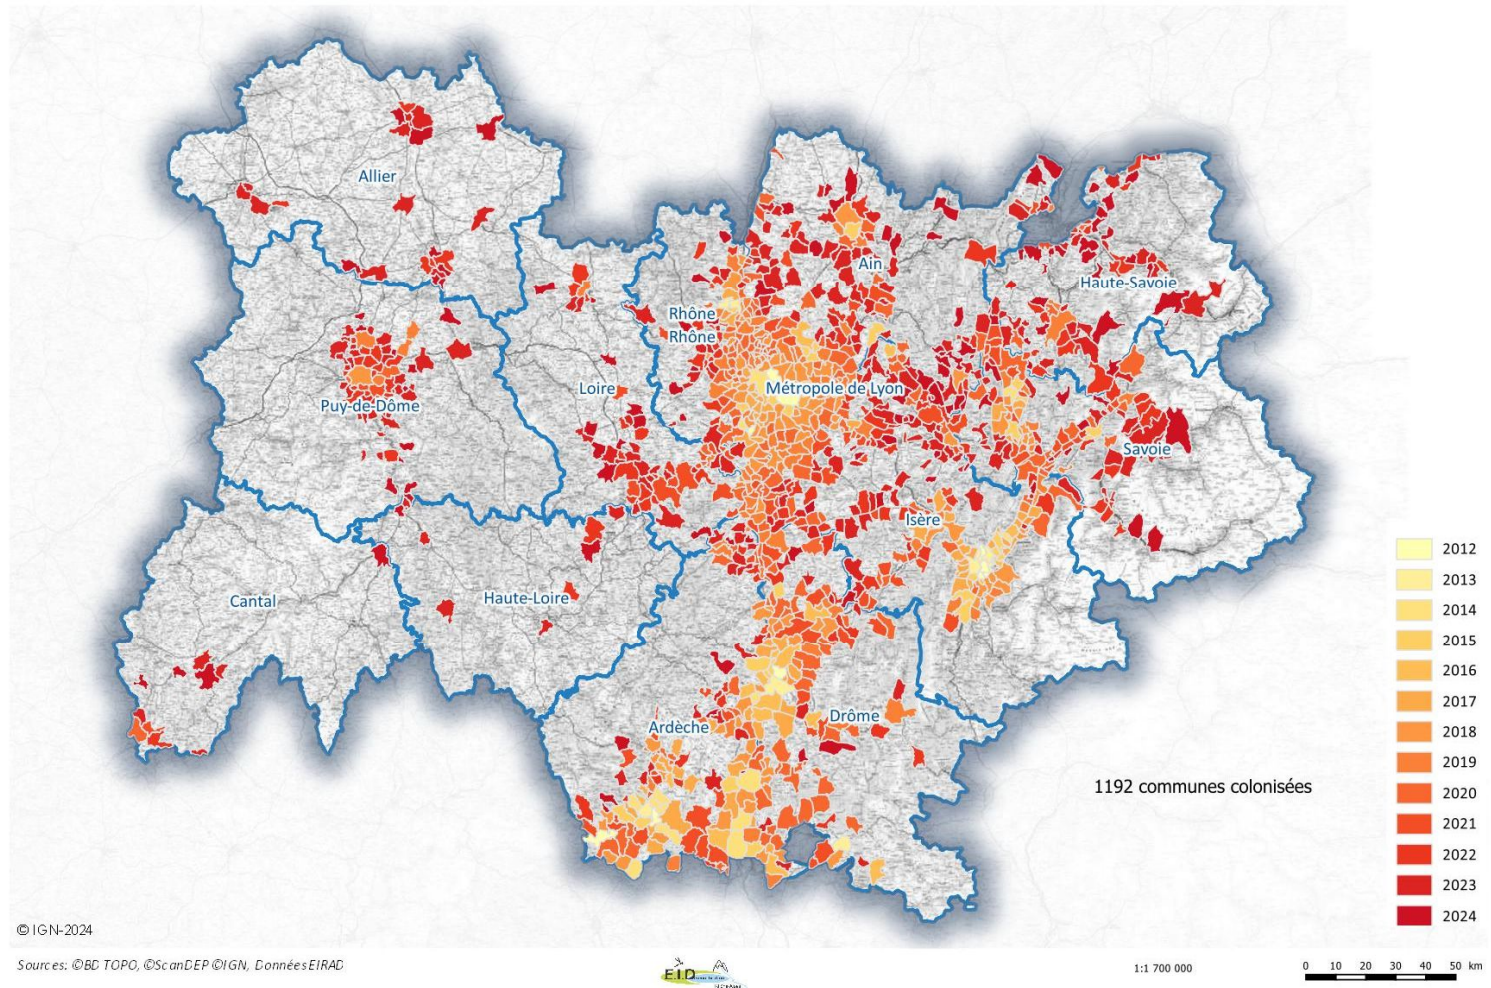 Allier
Ain
Haute-Savoie
Rhône
Rhône
Loire
Métropole de Lyon
Puy-de-Dôme
Savoie
Isère
Cantal
Haute-Loire
Ardèche
Drôme
1192 communes colonisées
2012
2013
2014
2015
2016
2017
2018
2019
2020
2021
2022
2023
2024
© IGN-2024
Sources: ©BD TOPO, ©ScanDEP ©IGN, Données EIRAD
E.I.D
1:1 700 000
0 10 20 30 40 50 km